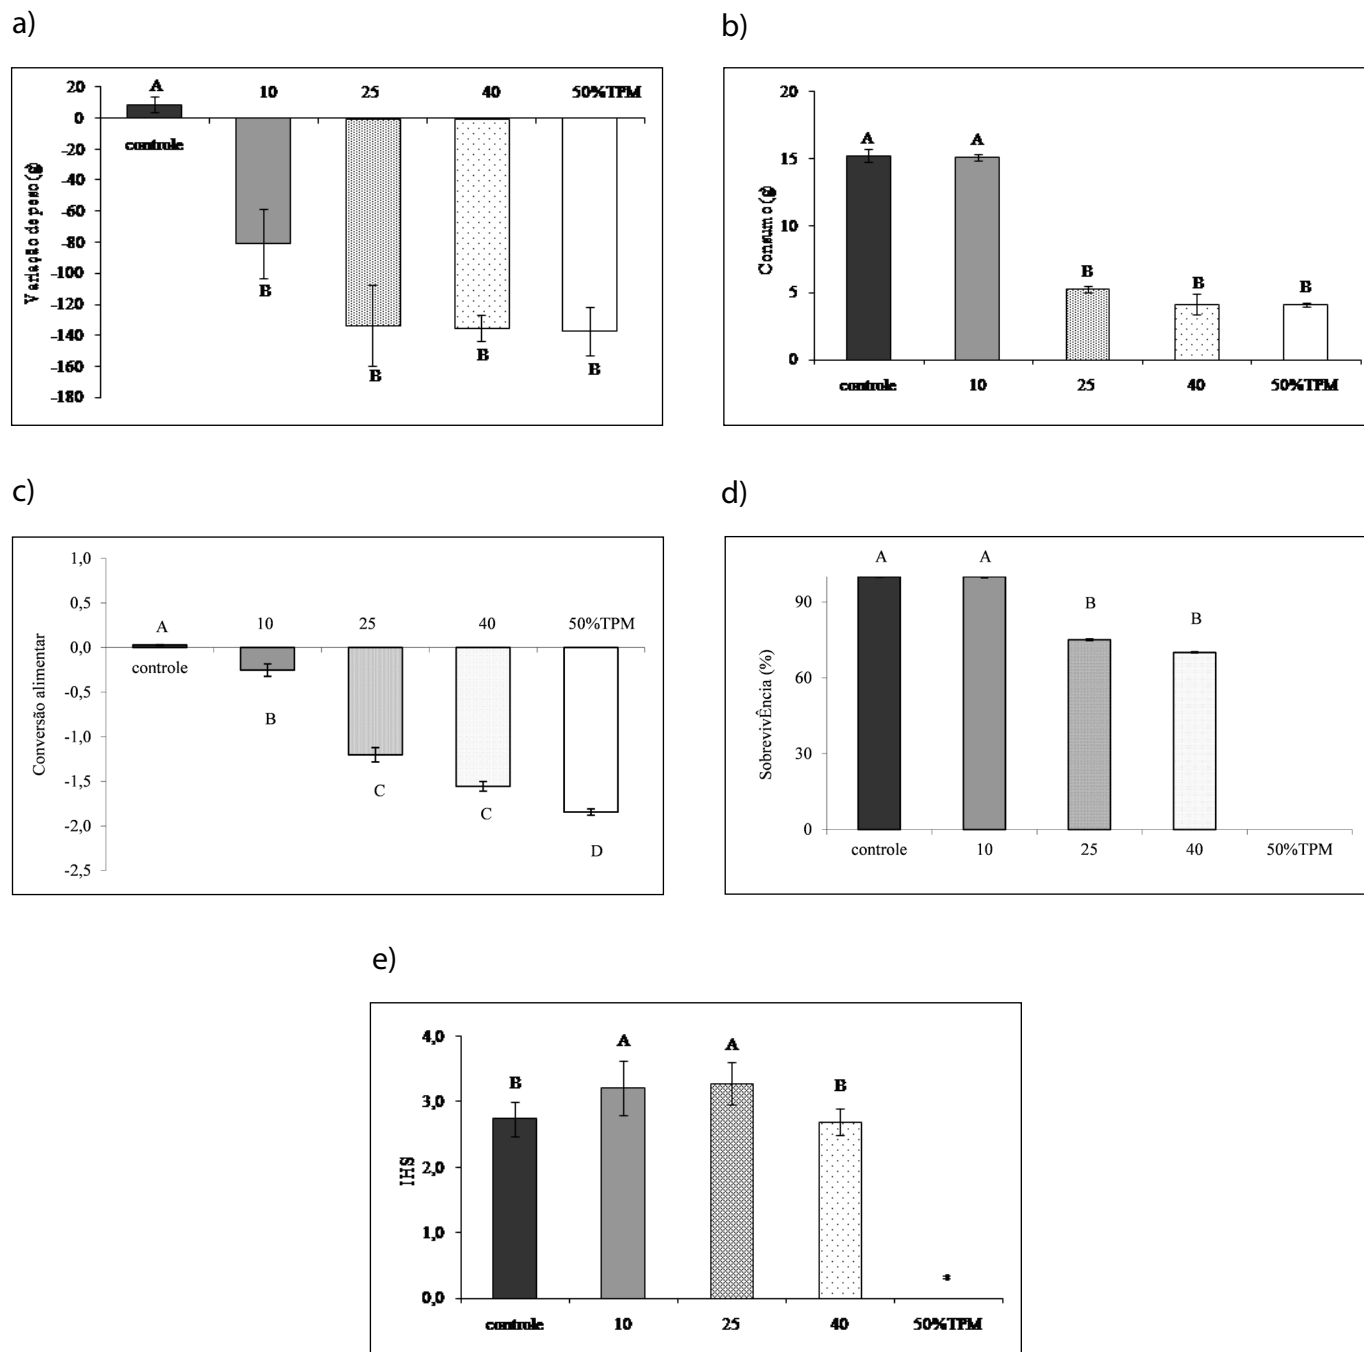 a)
b)
20
0
-20
-40
-60
-80
-100
-120
-140
-160
-180
Variação de peso (g)
A
10
25
40
50%TPM
controle
B
B
B
B
20
15
10
5
0
Consumo (g)
A
A
B
B
B
controle
10
25
40
50%TPM
c)
d)
1,0
0,5
0,0
-0,5
-1,0
-1,5
-2,0
-2,5
Conversão alimentar
A
10
25
40
50%TPM
controle
B
C
C
D
90
60
30
0
SobrevivÊncia (%)
A
A
B
B
controle
10
25
40
50%TPM
e)
4,0
3,0
2,0
1,0
0,0
IHS
B
A
A
B
*
controle
10
25
40
50%TPM